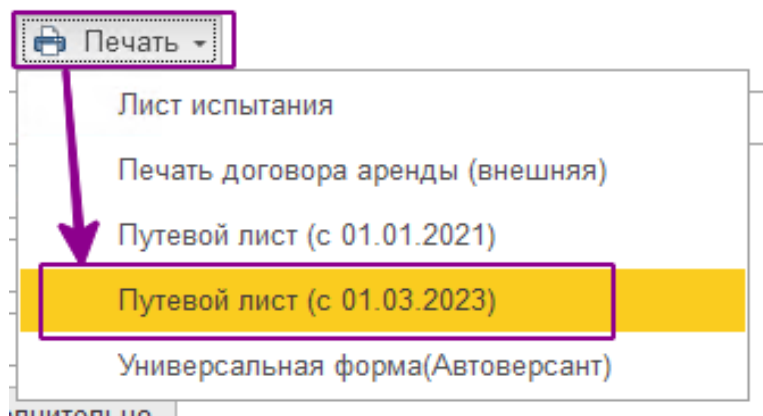 Печать
Лист испытания
Печать договора аренды (внешняя)
Путевой лист (с 01.01.2021)
Путевой лист (с 01.03.2023)
Универсальная форма(Автоверсант)